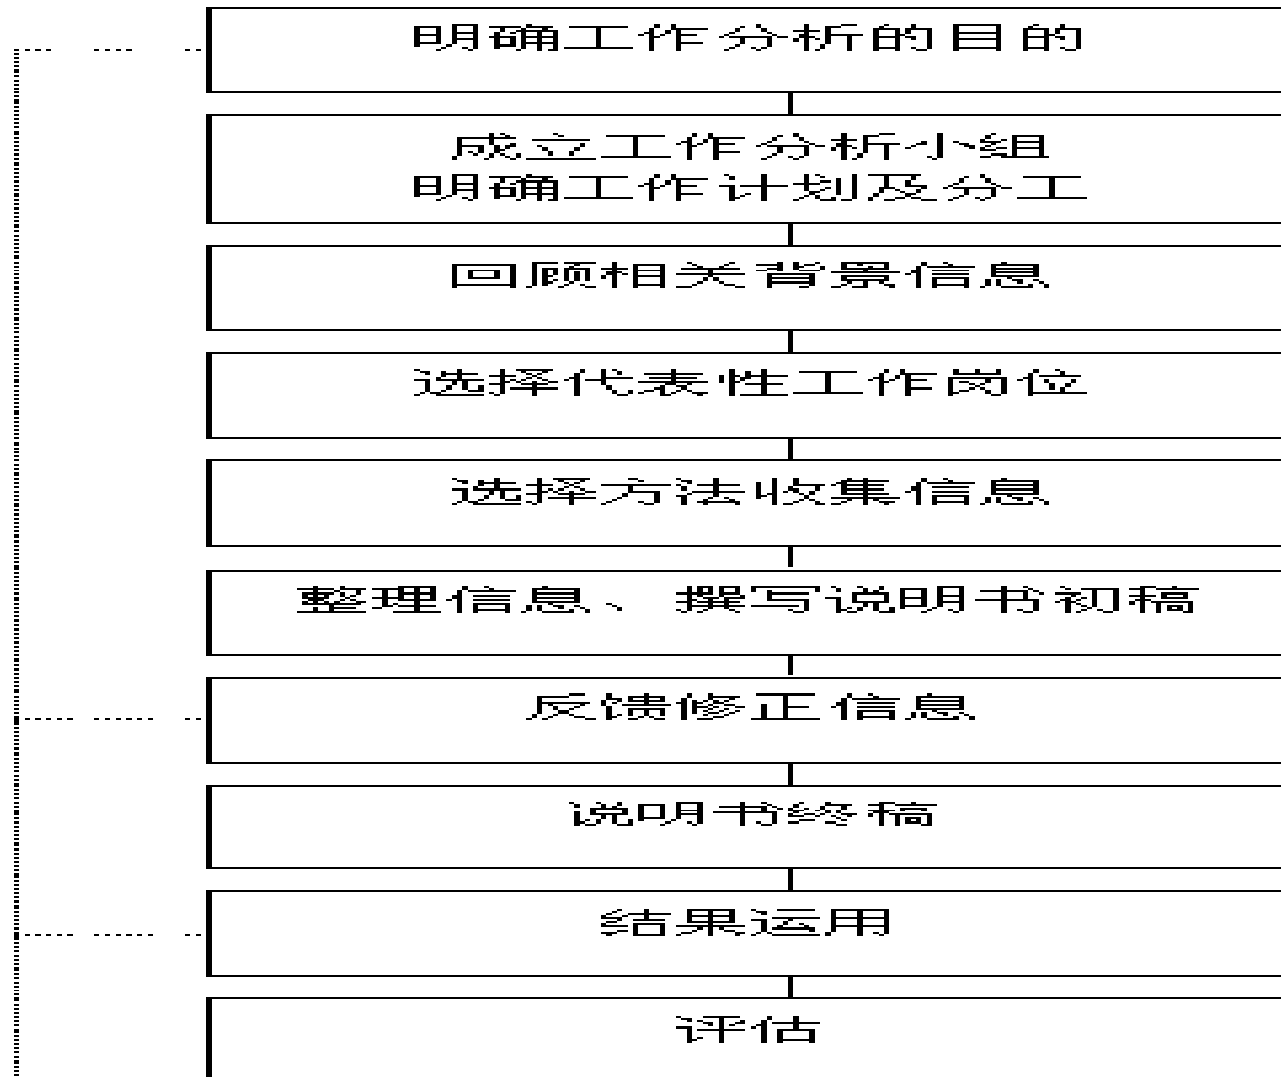 明确工作分析的目的
成立工作分析小组
明确工作计划及分工
回顾相关背景信息
选择代表性工作岗位
选择方法收集信息
整理信息、撰写说明书初稿
反馈修正信息
说明书终稿
结果运用
评估